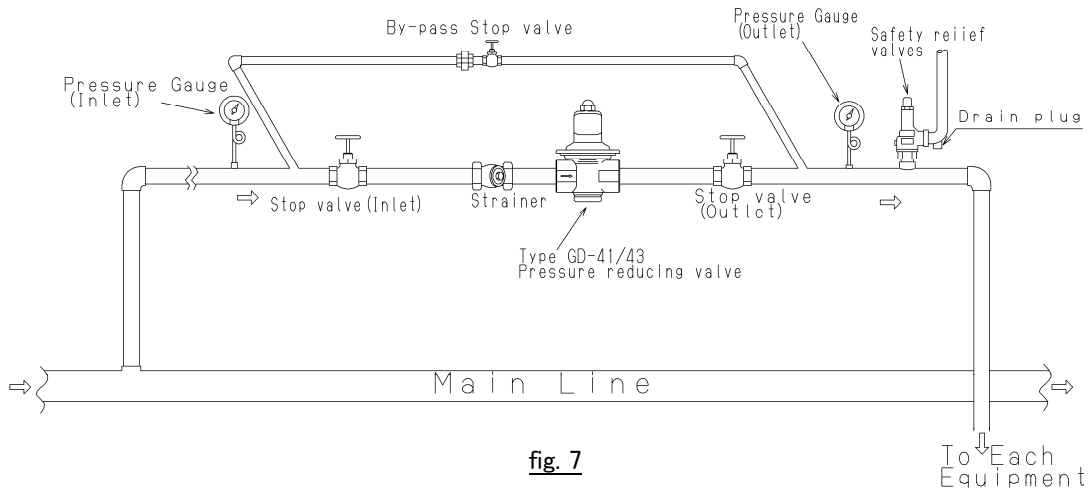 By-pass Stop valve
Pressure Gauge
(Outlet)
Safety reiief
valves
Pressure Gauge
(Inlet)
Drain plug
Stop valve(Inlet)
Strainer
Stop valve
(Outlct)
Type GD-41/43
Pressure reducing valve
Main Line
fig. 7
To Each
Equipment